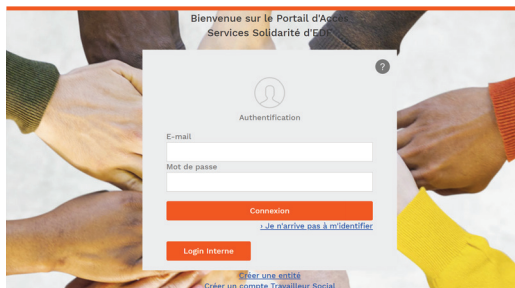 Bienvenue sur le Portail d'Accès
Services Solidarité d'EDF
?
Authentification
E-mail
Mot de passe
Connexion
› Je n'arrive pas à m'identifier
Login Interne
Créer une entité
Créer un compte Travailleur Social